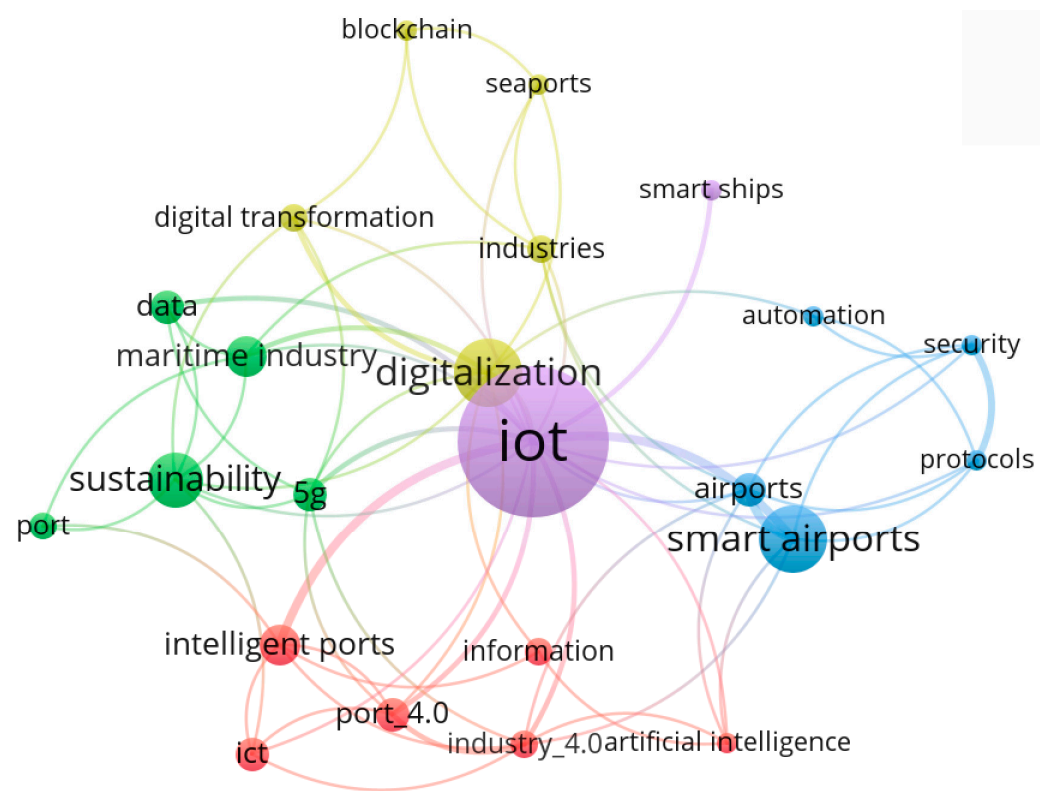 blockchain
seaports
smart ships
digital transformation
industries
data
automation
maritime industry
security
digitalization
iot
protocols
sustainability
5g
airports
port
smart airports
intelligent ports
information
port_4.0
industry_4.0
artificial intelligence
ict